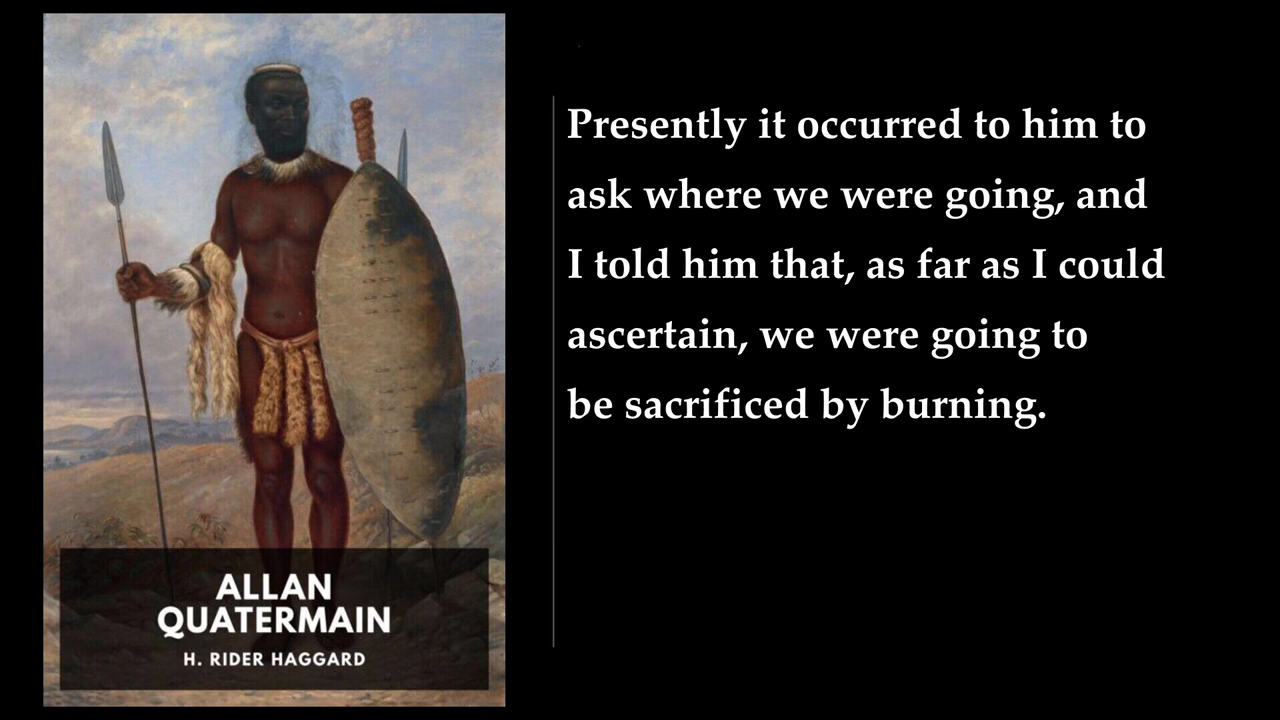 ALLAN
QUATERMAIN
H. RIDER HAGGARD
Presently it occurred to him to
ask where we were going, and
I told him that, as far as I could
ascertain, we were going to
be sacrificed by burning.